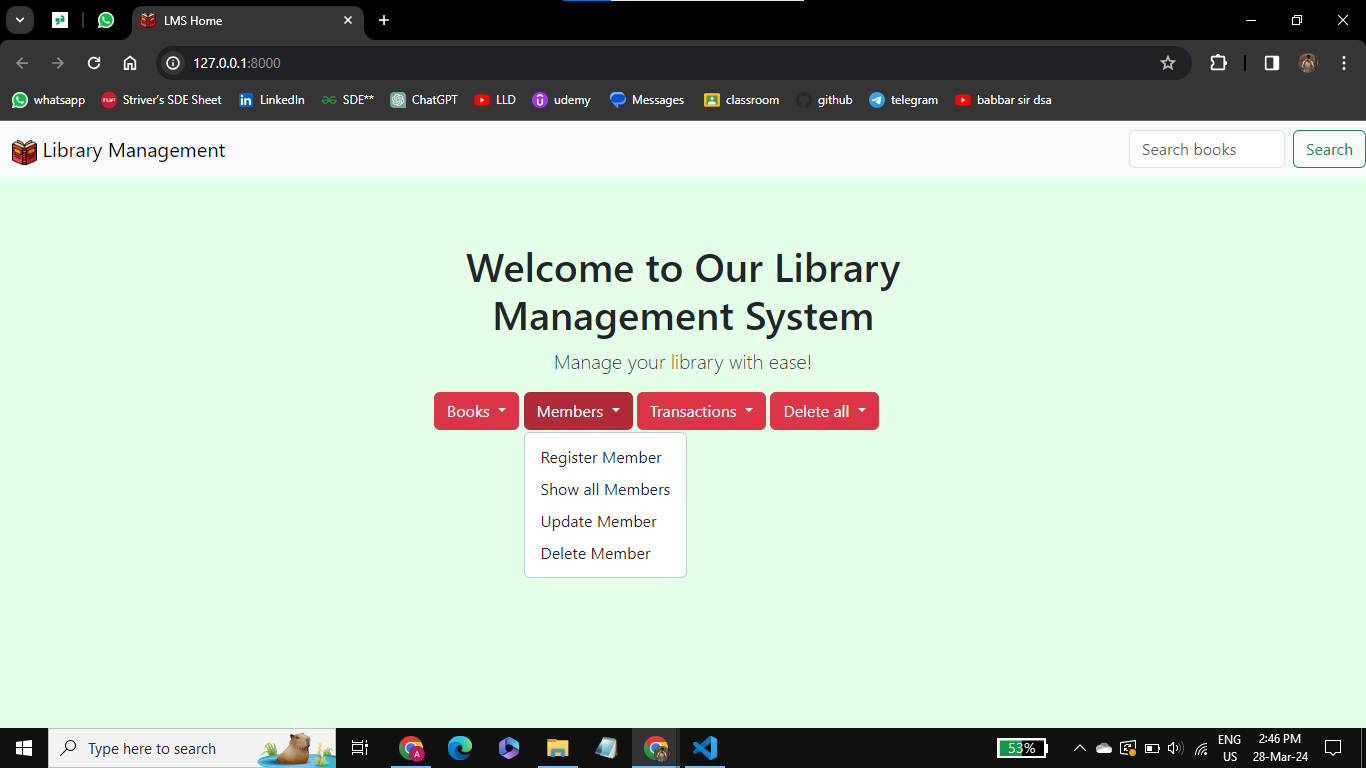 LMS Home
127.0.0.1:8000
whatsapp
TUF Striver's SDE Sheet
in LinkedIn
SDE**
ChatGPT
LLD
udemy
Messages
classroom
github
telegram
babbar sir dsa
Library Management
Search books
Search
Welcome to Our Library
Management System
Manage your library with ease!
Books
Members
Transactions
Delete all
Register Member
Show all Members
Update Member
Delete Member
Type here to search
A
53%
ENG
US
2:46 PM
28-Mar-24